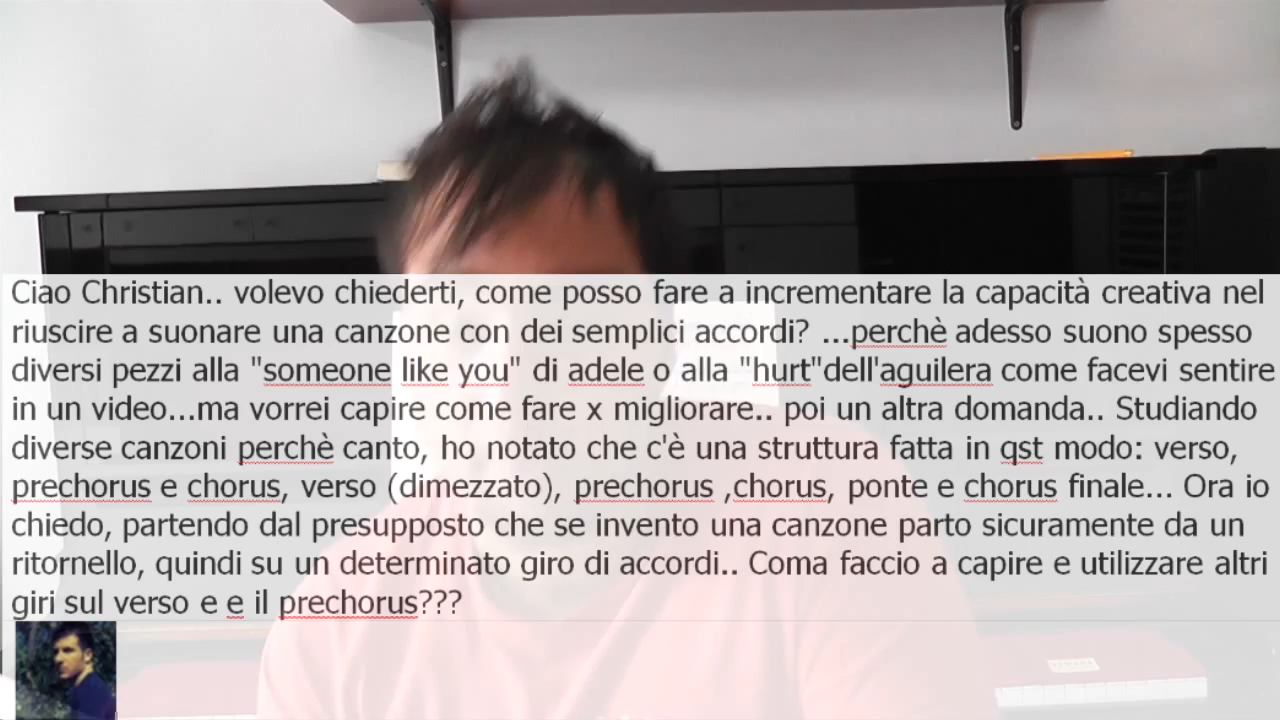 Ciao Christian.. volevo chiederti, come posso fare a incrementare la capacità creativa nel
riuscire a suonare una canzone con dei semplici accordi? ...perchè adesso suono spesso
diversi pezzi alla "someone like you" di adele o alla "hurt"dell'aguilera come facevi sentire
in un video...ma vorrei capire come fare x migliorare.. poi un altra domanda.. Studiando
diverse canzoni perchè canto, ho notato che c'è una struttura fatta in qst modo: verso,
prechorus e chorus, verso (dimezzato), prechorus ,chorus, ponte e chorus finale... Ora io
chiedo, partendo dal presupposto che se invento una canzone parto sicuramente da un
ritornello, quindi su un determinato giro di accordi.. Coma faccio a capire e utilizzare altri
giri sul verso e e il prechorus???